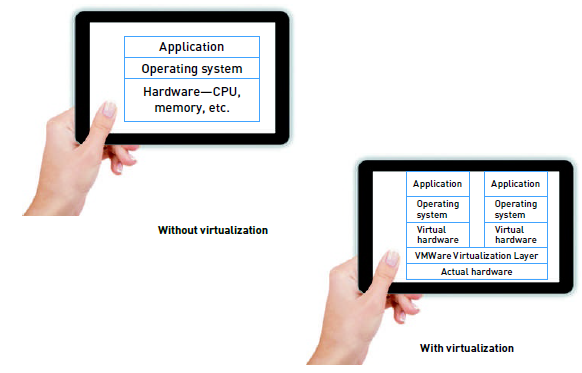 Application
Operating system
Hardware—CPU,
memory, etc.
Without virtualization
Application
Application
Operating
system
Operating
system
Virtual
hardware
Virtual
hardware
VMWare Virtualization Layer
Actual hardware
With virtualization